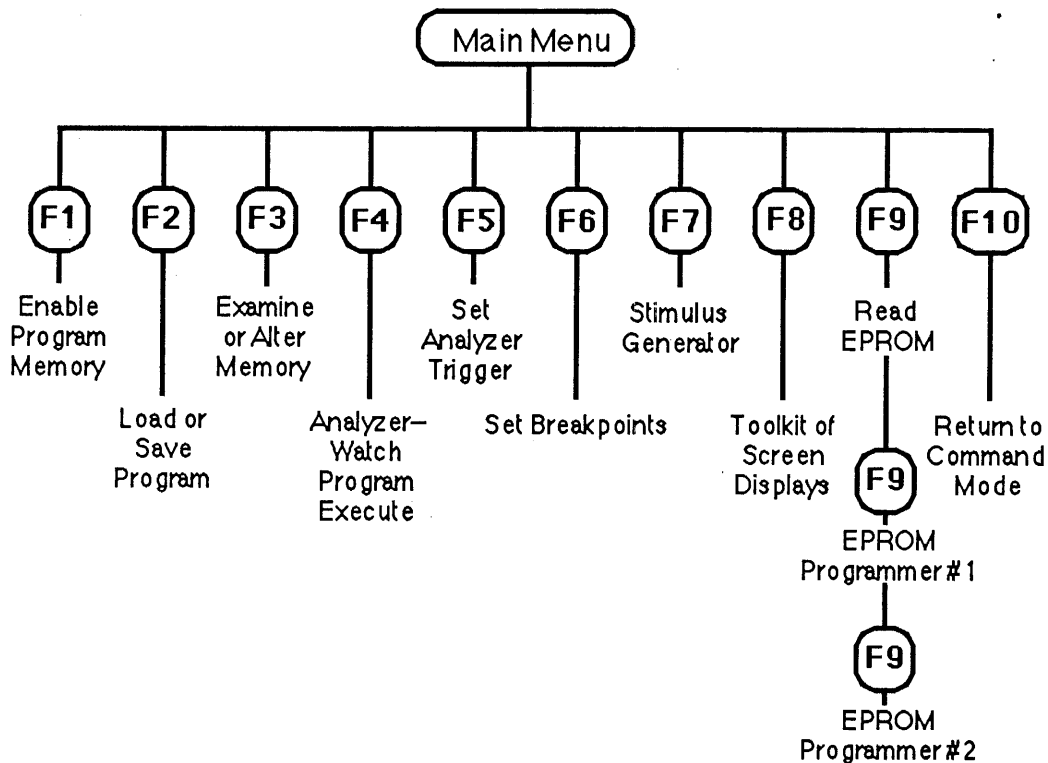 Main Menu
F1
F2
F3
F4
F5
F6
F7
F8
F9
F10
Enable
Program
Memory
Load or
Save
Program
Examine
or Alter
Memory
Analyzer–
Watch
Program
Execute
Set
Analyzer
Trigger
Set Breakpoints
Stimulus
Generator
Toolkit of
Screen
Displays
Read
EPROM
F9
EPROM
Programmer #1
F9
EPROM
Programmer #2
Return to
Command
Mode